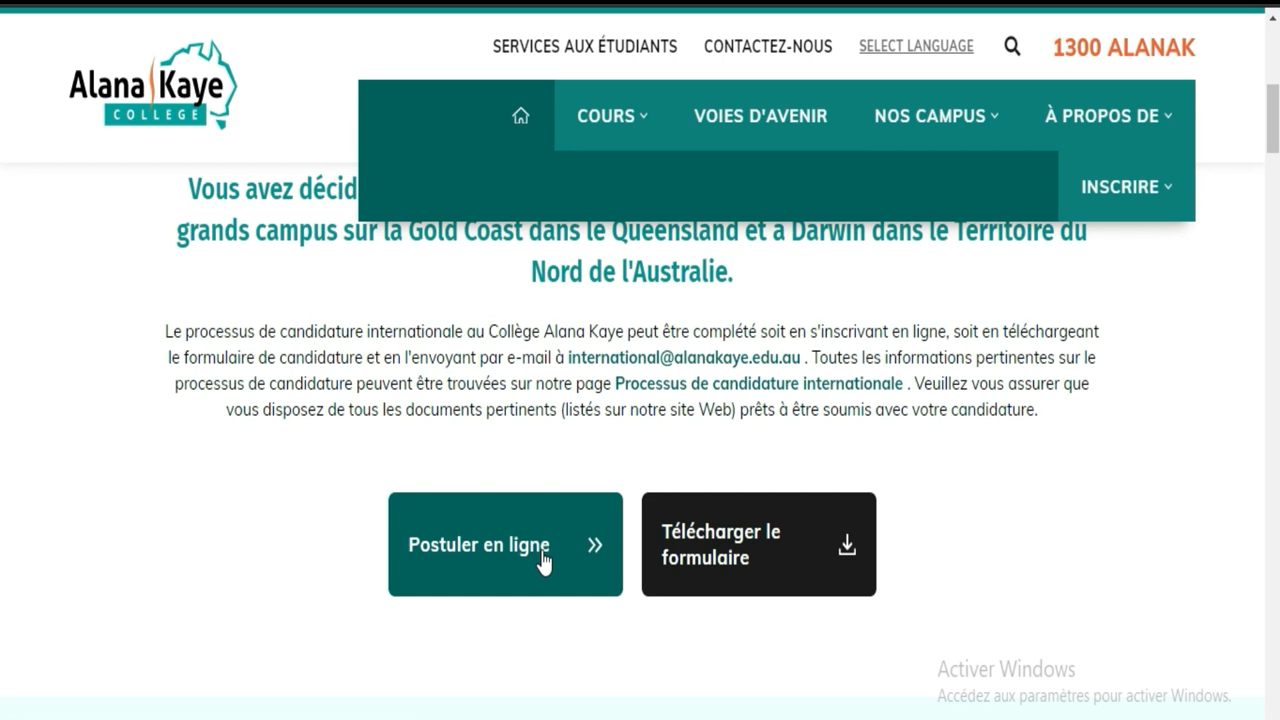 SERVICES AUX ÉTUDIANTS CONTACTEZ-NOUS SELECT LANGUAGE 1300 ALANAK
Alana Kaye
COLLEGE
COURS VOIES D'AVENIR NOS CAMPUS À PROPOS DE
INSCRIRE
Vous avez décid
grands campus sur la Gold Coast dans le Queensland et à Darwin dans le Territoire du
Nord de l'Australie.
Le processus de candidature internationale au Collège Alana Kaye peut être complété soit en s'inscrivant en ligne, soit en téléchargeant
le formulaire de candidature et en l'envoyant par e-mail à international@alanakaye.edu.au . Toutes les informations pertinentes sur le
processus de candidature peuvent être trouvées sur notre page Processus de candidature internationale . Veuillez vous assurer que
vous disposez de tous les documents pertinents (listés sur notre site Web) prêts à être soumis avec votre candidature.
Postuler en ligne
Télécharger le
formulaire
Activer Windows
Accédez aux paramètres pour activer Windows.